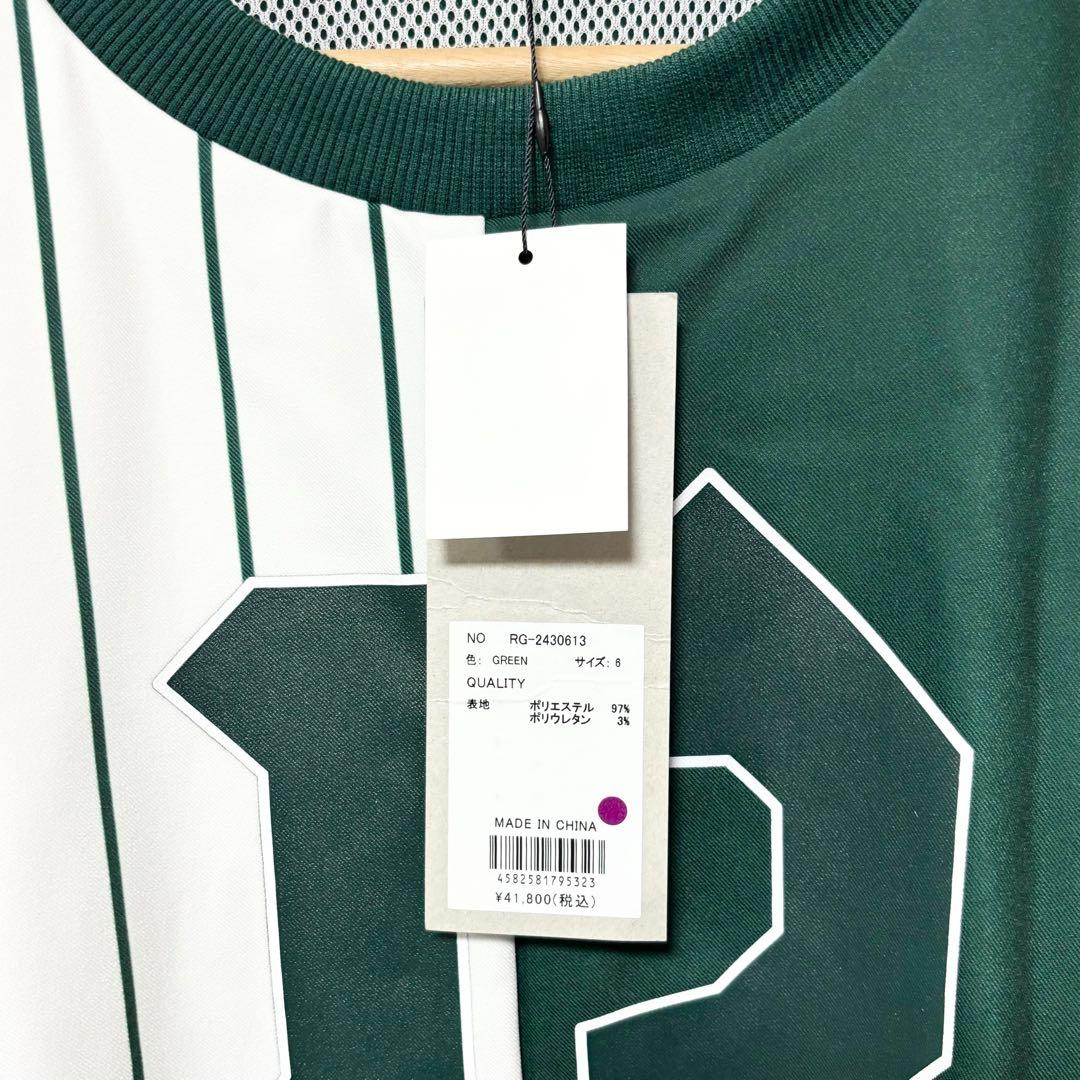 NO RG-2430613
色: GREEN サイズ: 6
QUALITY
表地 ポリエステル 97%
ポリウレタン 3%
MADE IN CHINA
4582581795323
¥41,800(税込)